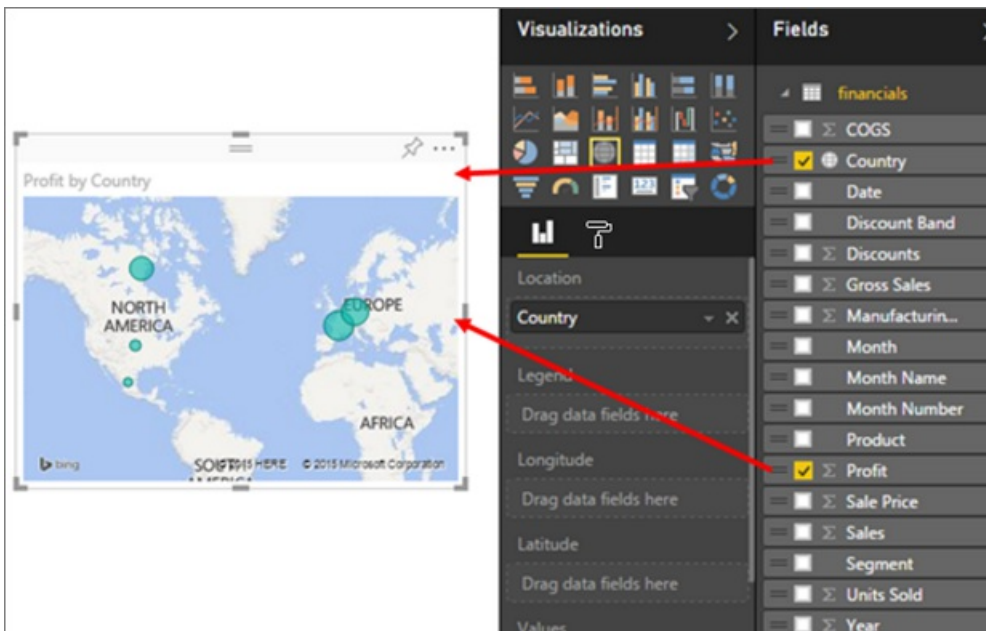 Profit by Country
NORTH
AMERICA
EUROPE
AFRICA
bing
HERE
© 2015 Microsoft Corporation
Visualizations
123
Location
Country
Legend
Drag data fields here
Longitude
Drag data fields here
Latitude
Drag data fields here
Values
Fields
financials
Σ COGS
Country
Date
Discount Band
Σ Discounts
Σ Gross Sales
Σ Manufacturin...
Month
Month Name
Month Number
Product
Σ Profit
Σ Sale Price
Σ Sales
Segment
Σ Units Sold
Σ Year